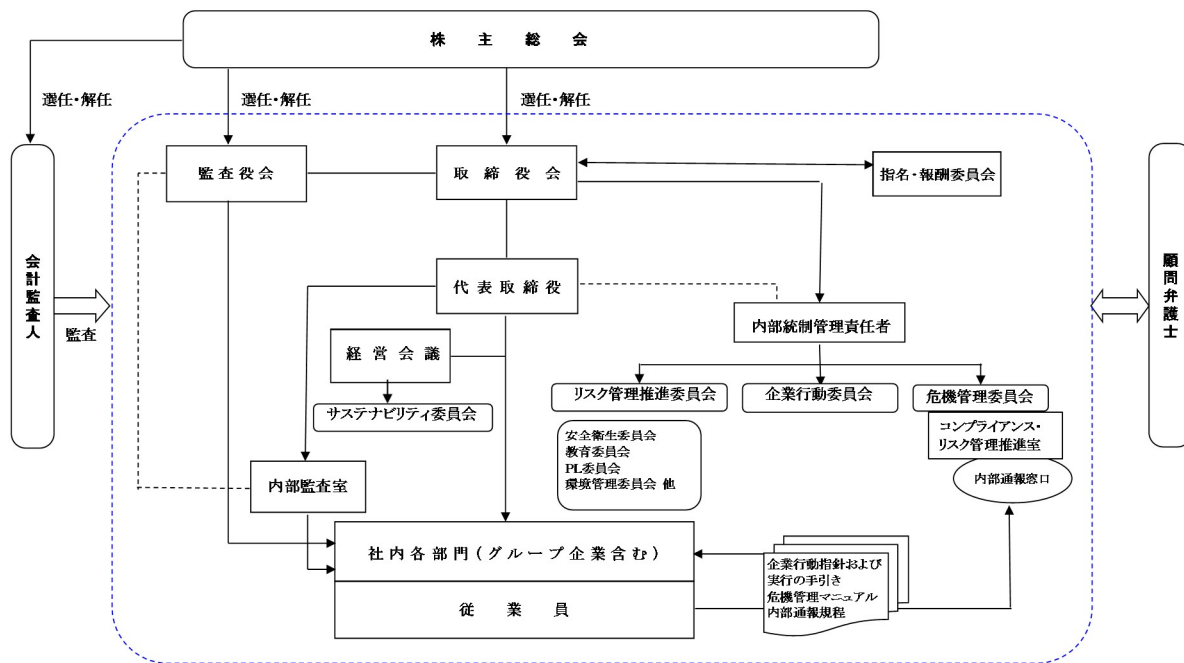 株主総会
選任・解任
選任・解任
選任・解任
監査役会
取締役会
指名・報酬委員会
会計監査人
監査
顧問弁護士
代表取締役
内部統制管理責任者
経営会議
サステナビリティ委員会
リスク管理推進委員会
企業行動委員会
危機管理委員会
コンプライアンス・
リスク管理推進室
内部通報窓口
安全衛生委員会
教育委員会
PL委員会
環境管理委員会 他
内部監査室
社内各部門(グループ企業含む)
従業員
企業行動指針および
実行の手引き
危機管理マニュアル
内部通報規程